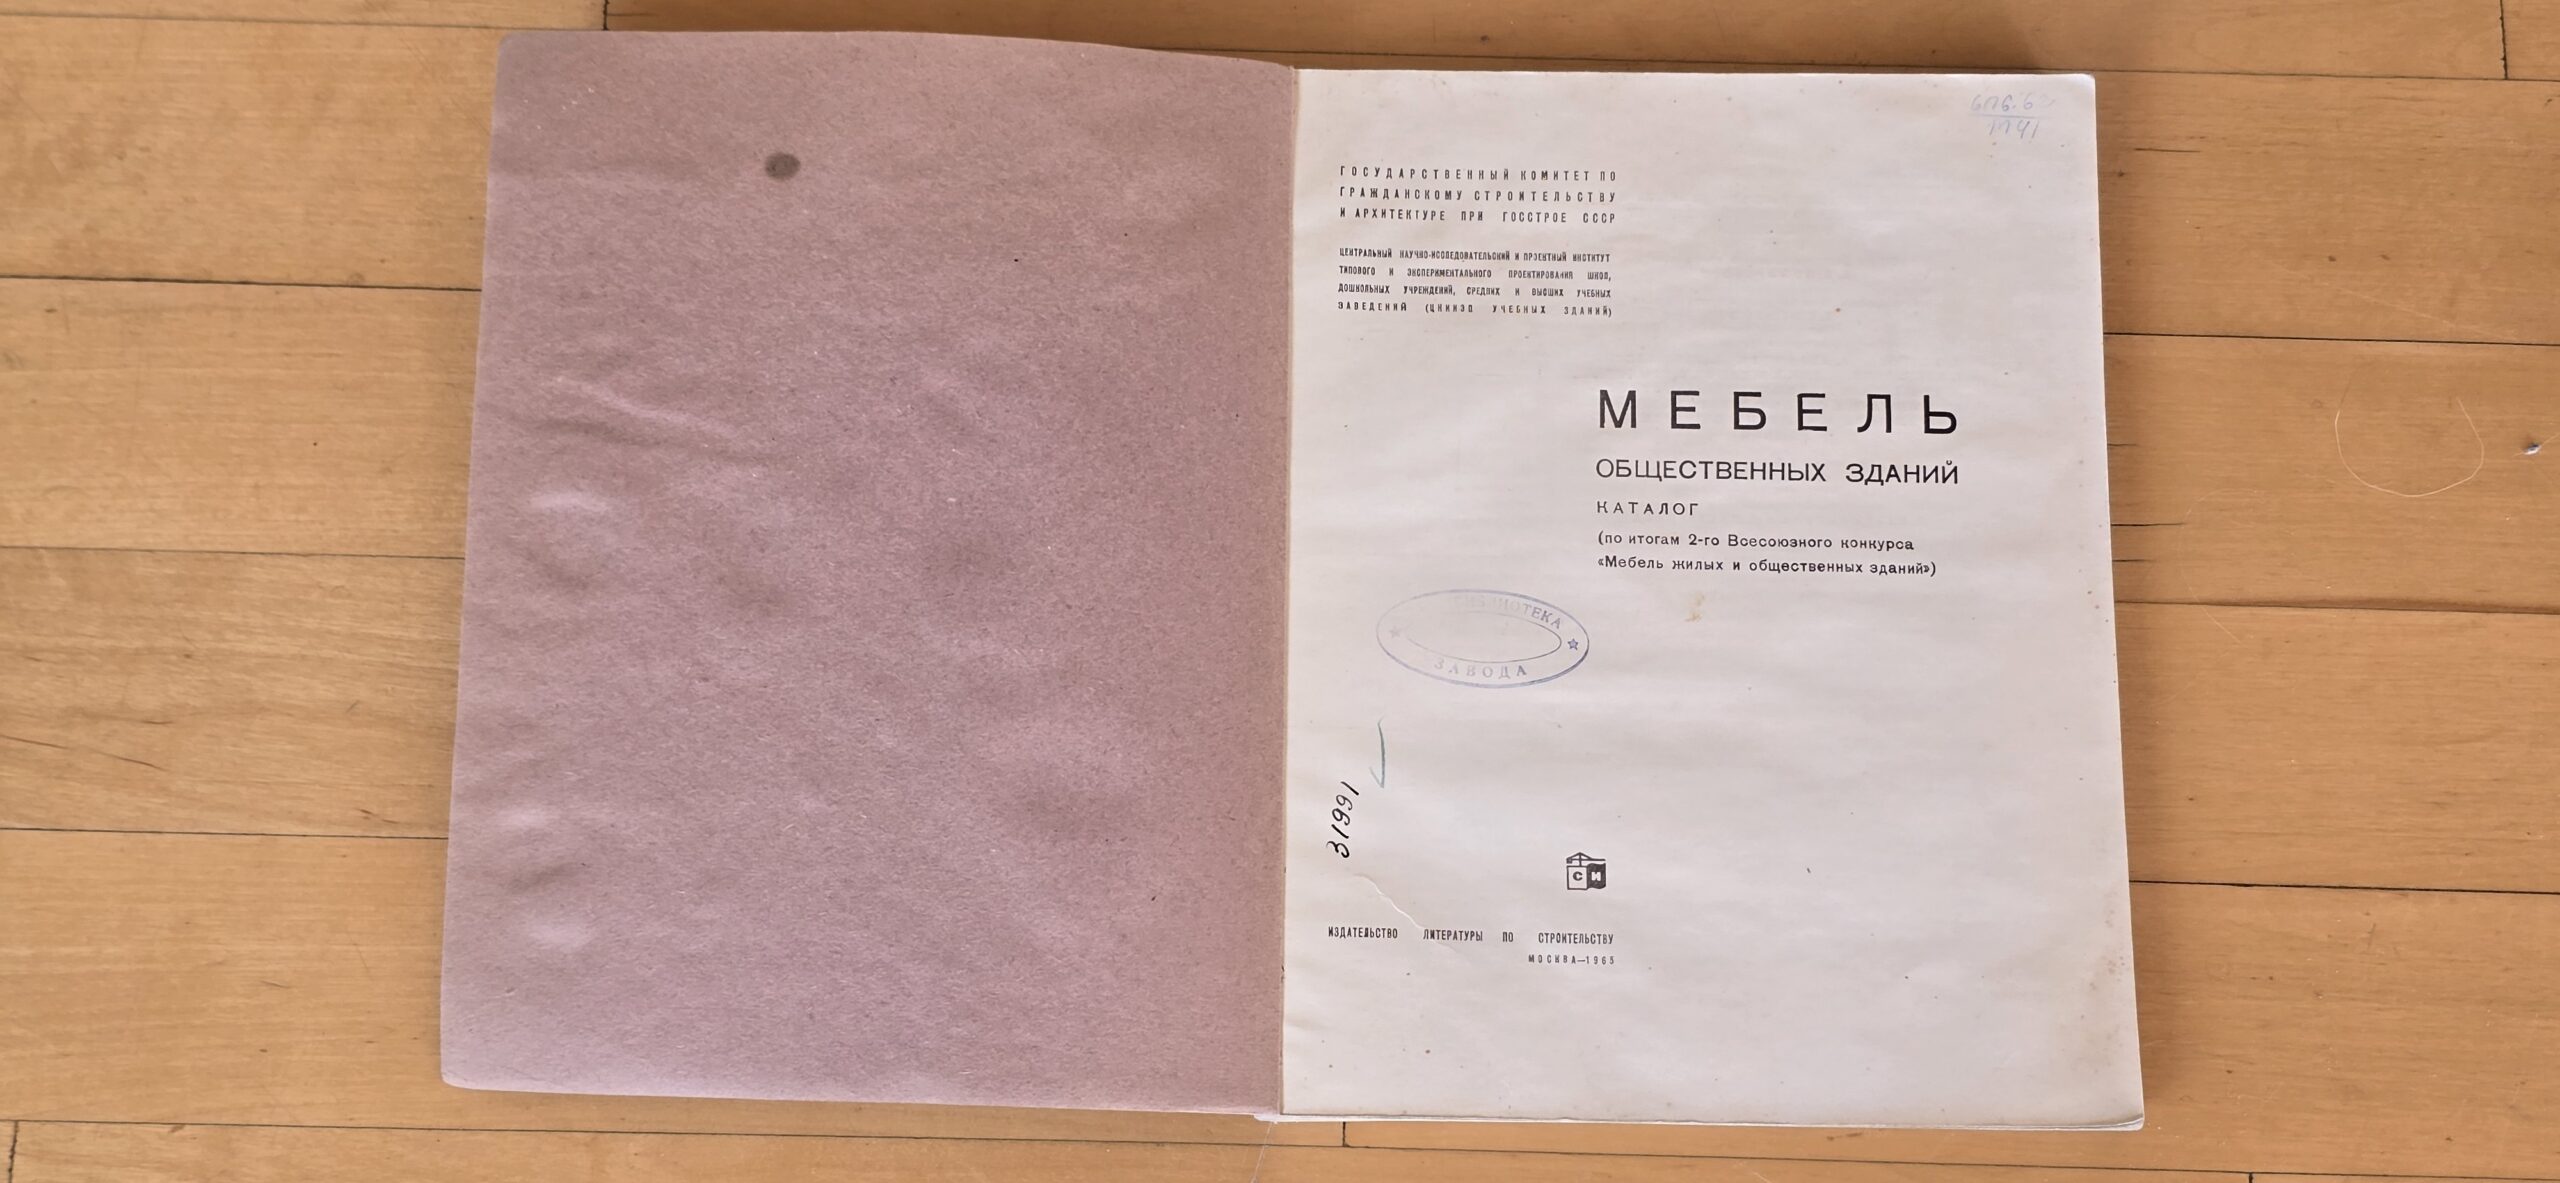 ГОСУДАРСТВЕННЫЙ КОМИТЕТ ПО
ГРАЖДАНСКОМУ СТРОИТЕЛЬСТВУ
И АРХИТЕКТУРЕ ПРИ ГОССТРОЕ СССР
ЦЕНТРАЛЬНЫЙ НАУЧНО-ИССЛЕДОВАТЕЛЬСКИЙ И ПРОЕКТНЫЙ ИНСТИТУТ
ТИПОВОГО И ЭКСПЕРИМЕНТАЛЬНОГО ПРОЕКТИРОВАНИЯ ШКОЛ,
ДОШКОЛЬНЫХ УЧРЕЖДЕНИЙ, СРЕДНИХ И ВЫСШИХ УЧЕБНЫХ
ЗАВЕДЕНИЙ (ЦНИИЭП УЧЕБНЫХ ЗДАНИЙ)
МЕБЕЛЬ
ОБЩЕСТВЕННЫХ ЗДАНИЙ
КАТАЛОГ
(по итогам 2-го Всесоюзного конкурса
«Мебель жилых и общественных зданий»)
БИБЛИОТЕКА
ЗАВОДА
31991
СИ
ИЗДАТЕЛЬСТВО ЛИТЕРАТУРЫ ПО СТРОИТЕЛЬСТВУ
МОСКВА—1965